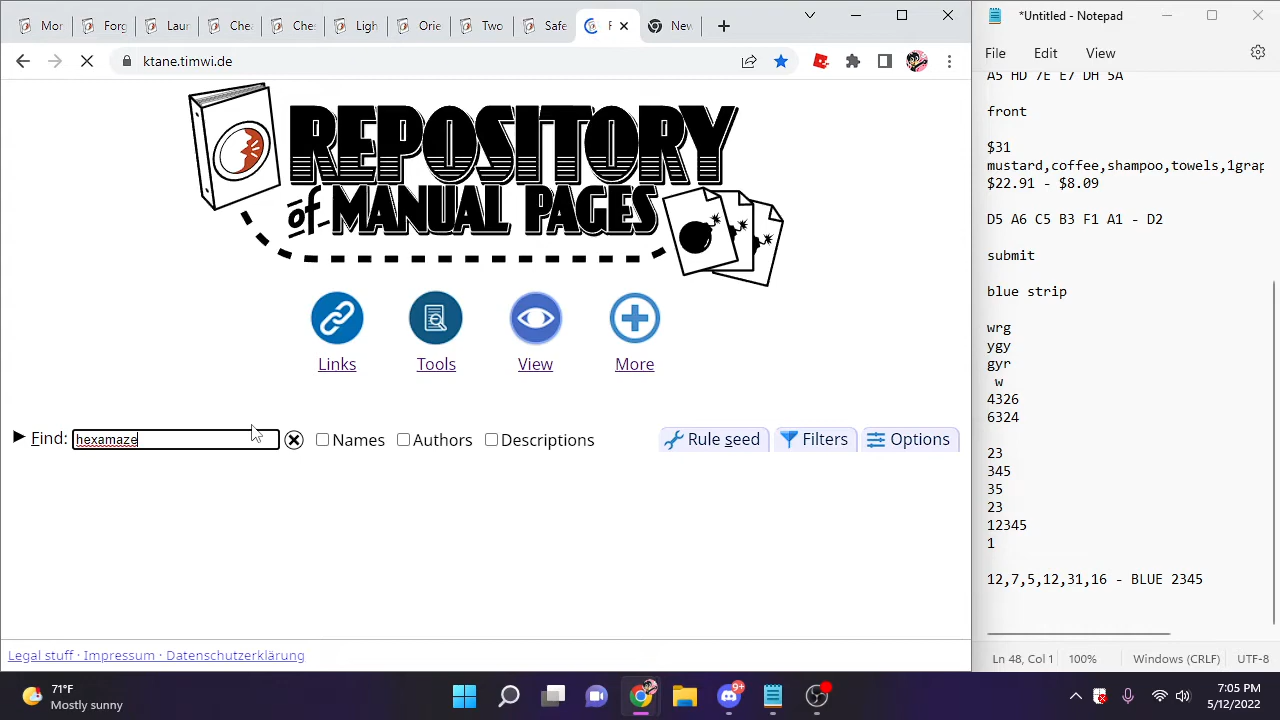 Mor
Forg
Laur
Che
Che
Ligh
Orie
Two
Saf
F
New
ktane.timwi.de
REPOSITORY
of MANUAL PAGES
Links
Tools
View
More
Find:
hexamaze
Names
Authors
Descriptions
Rule seed
Filters
Options
Legal stuff · Impressum · Datenschutzerklärung
*Untitled - Notepad
File
Edit
View
A5 HD 7E E7 DH 5A
front
$31
mustard,coffee,shampoo,towels,1grap
$22.91 - $8.09
D5 A6 C5 B3 F1 A1 - D2
submit
blue strip
wrg
ygy
gyr
w
4326
6324
23
345
35
23
12345
1
12,7,5,12,31,16 - BLUE 2345
Ln 48, Col 1
100%
Windows (CRLF)
UTF-8
71°F
Mostly sunny
9+
7:05 PM
5/12/2022